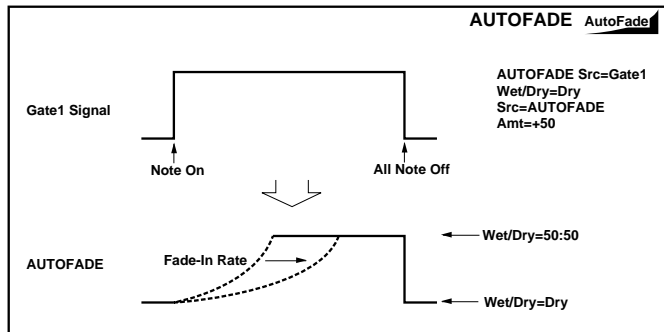 AUTOFADE AutoFade
AUTOFADE Src=Gate1
Wet/Dry=Dry
Src=AUTOFADE
Amt=+50
Gate1 Signal
Note On
All Note Off
Wet/Dry=50:50
Fade-In Rate
AUTOFADE
Wet/Dry=Dry